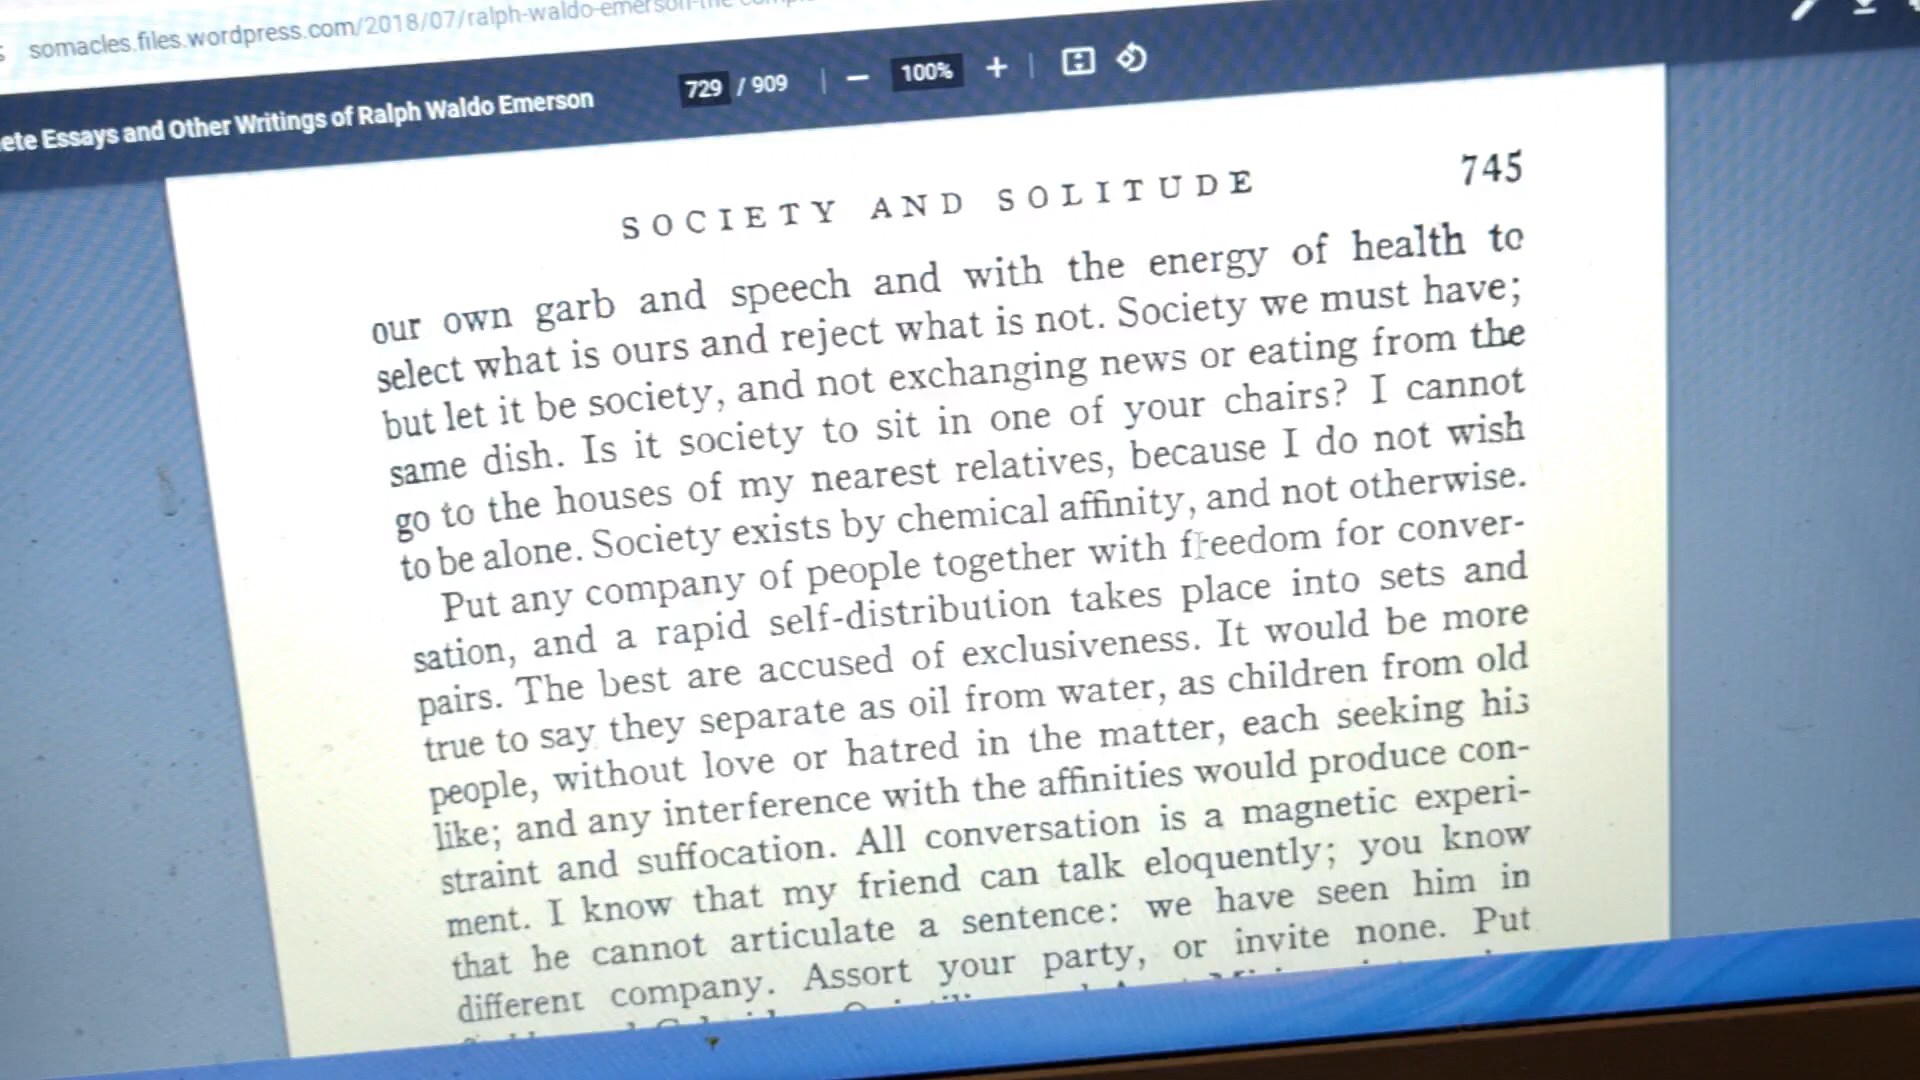 somacles.files.wordpress.com/2018/07/ralph-waldo-emerson-the-comp
ete Essays and Other Writings of Ralph Waldo Emerson
729 / 909
100%
SOCIETY AND SOLITUDE
745
our own garb and speech and with the energy of health to
select what is ours and reject what is not. Society we must have;
but let it be society, and not exchanging news or eating from the
same dish. Is it society to sit in one of your chairs? I cannot
go to the houses of my nearest relatives, because I do not wish
to be alone. Society exists by chemical affinity, and not otherwise.
Put any company of people together with freedom for conver-
sation, and a rapid self-distribution takes place into sets and
pairs. The best are accused of exclusiveness. It would be more
true to say they separate as oil from water, as children from old
people, without love or hatred in the matter, each seeking his
like; and any interference with the affinities would produce con-
straint and suffocation. All conversation is a magnetic experi-
ment. I know that my friend can talk eloquently; you know
that he cannot articulate a sentence: we have seen him in
different company. Assort your party, or invite none. Put